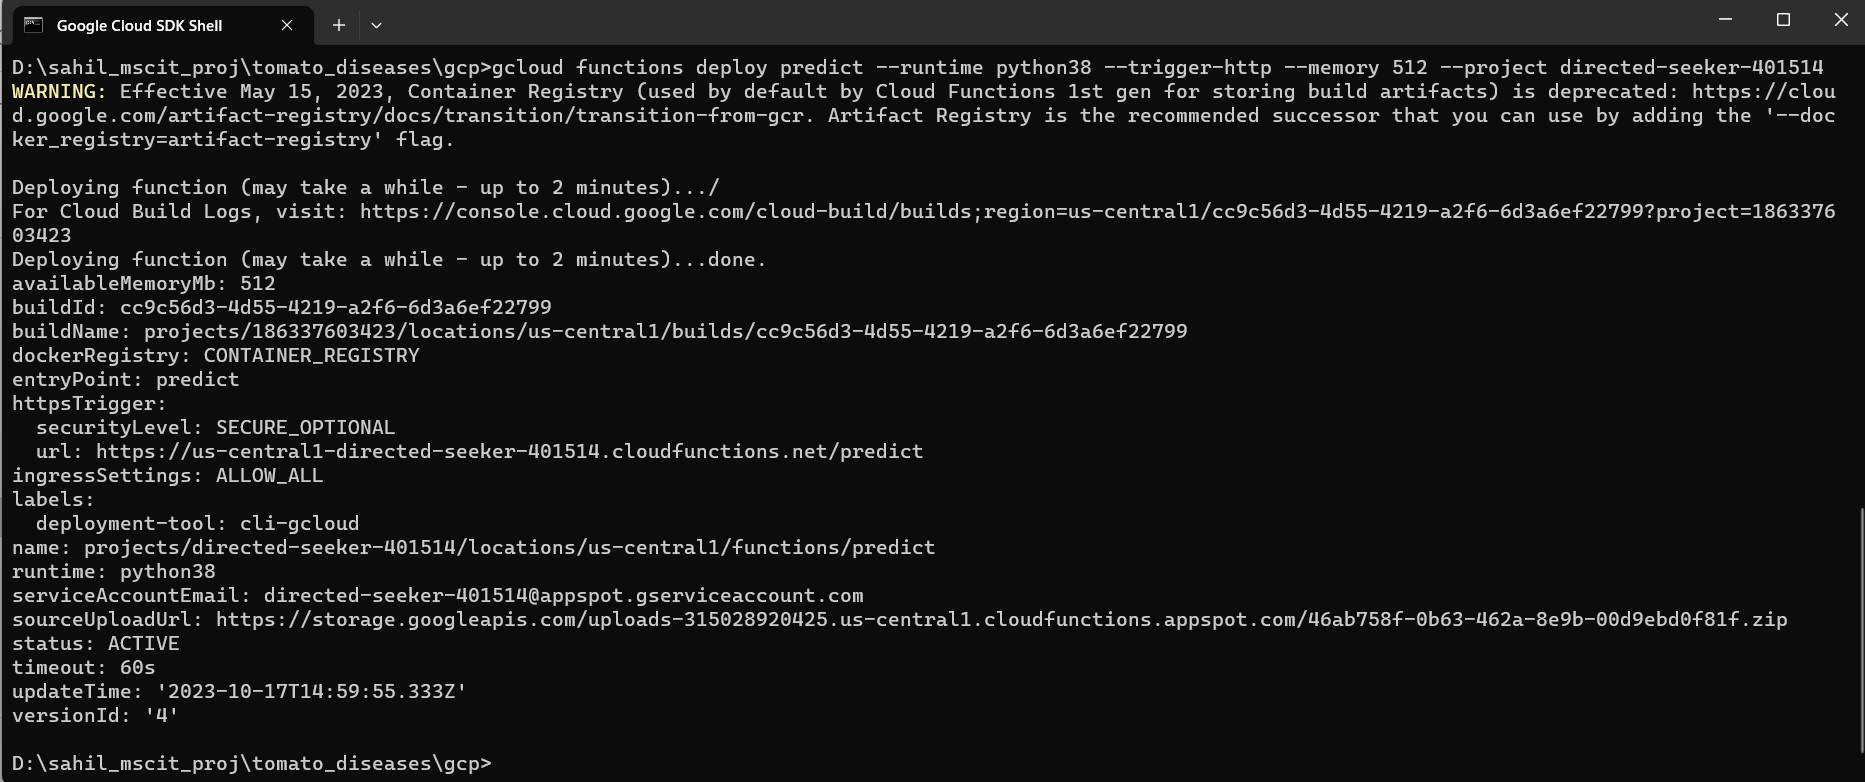 Google Cloud SDK Shell
D:\sahil_mscit_proj\tomato_diseases\gcp>gcloud functions deploy predict --runtime python38 --trigger-http --memory 512 --project directed-seeker-401514
WARNING: Effective May 15, 2023, Container Registry (used by default by Cloud Functions 1st gen for storing build artifacts) is deprecated: https://clou
d.google.com/artifact-registry/docs/transition/transition-from-gcr. Artifact Registry is the recommended successor that you can use by adding the '--doc
ker_registry=artifact-registry' flag.
Deploying function (may take a while - up to 2 minutes).../
For Cloud Build Logs, visit: https://console.cloud.google.com/cloud-build/builds;region=us-central1/cc9c56d3-4d55-4219-a2f6-6d3a6ef22799?project=1863376
03423
Deploying function (may take a while - up to 2 minutes)...done.
availableMemoryMb: 512
buildId: cc9c56d3-4d55-4219-a2f6-6d3a6ef22799
buildName: projects/186337603423/locations/us-central1/builds/cc9c56d3-4d55-4219-a2f6-6d3a6ef22799
dockerRegistry: CONTAINER_REGISTRY
entryPoint: predict
httpsTrigger:
  securityLevel: SECURE_OPTIONAL
  url: https://us-central1-directed-seeker-401514.cloudfunctions.net/predict
ingressSettings: ALLOW_ALL
labels:
  deployment-tool: cli-gcloud
name: projects/directed-seeker-401514/locations/us-central1/functions/predict
runtime: python38
serviceAccountEmail: directed-seeker-401514@appspot.gserviceaccount.com
sourceUploadUrl: https://storage.googleapis.com/uploads-315028920425.us-central1.cloudfunctions.appspot.com/46ab758f-0b63-462a-8e9b-00d9ebd0f81f.zip
status: ACTIVE
timeout: 60s
updateTime: '2023-10-17T14:59:55.333Z'
versionId: '4'
D:\sahil_mscit_proj\tomato_diseases\gcp>